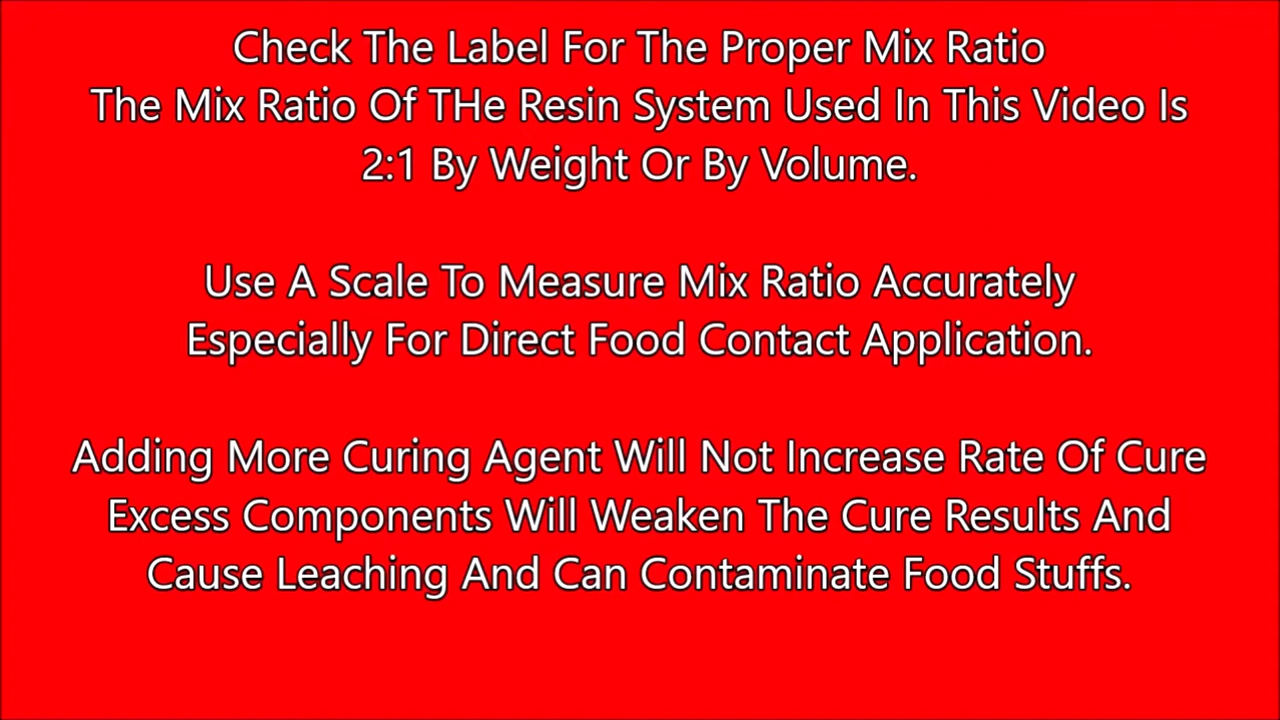 Check The Label For The Proper Mix Ratio
The Mix Ratio Of THe Resin System Used In This Video Is
2:1 By Weight Or By Volume.
Use A Scale To Measure Mix Ratio Accurately
Especially For Direct Food Contact Application.
Adding More Curing Agent Will Not Increase Rate Of Cure
Excess Components Will Weaken The Cure Results And
Cause Leaching And Can Contaminate Food Stuffs.